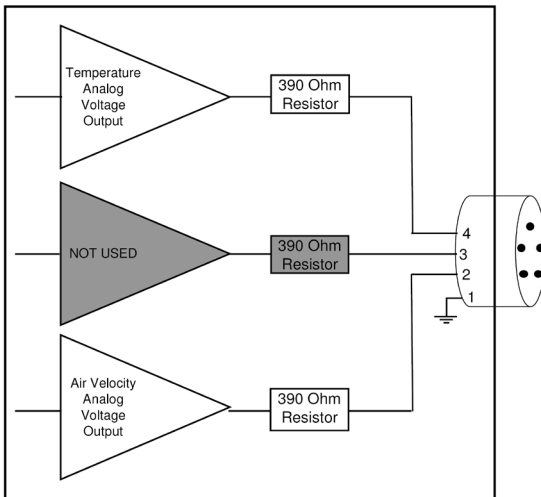 Temperature
Analog
Voltage
Output
390 Ohm
Resistor
NOT USED
390 Ohm
Resistor
4
3
2
1
Air Velocity
Analog
Voltage
Output
390 Ohm
Resistor